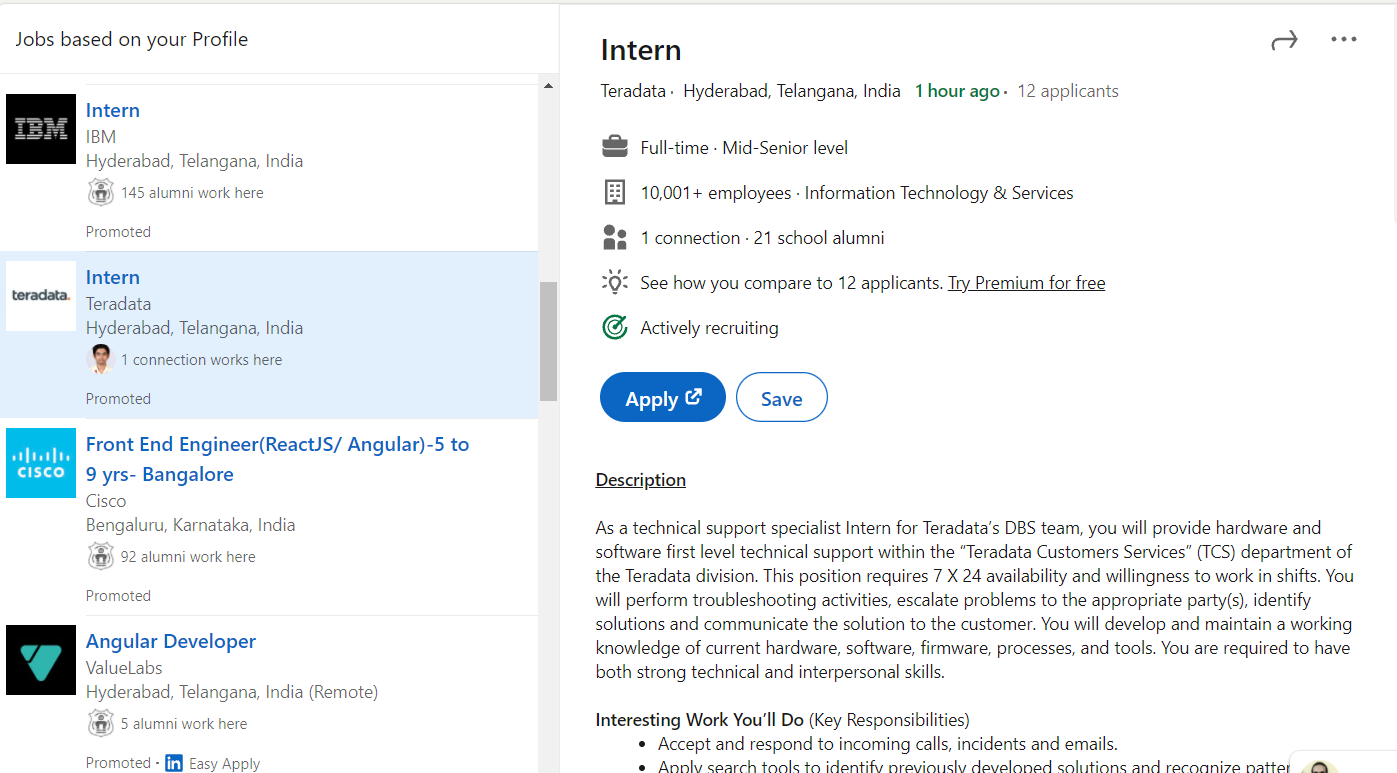 Jobs based on your Profile
IBM
Intern
IBM
Hyderabad, Telangana, India
145 alumni work here
Promoted
teradata.
Intern
Teradata
Hyderabad, Telangana, India
1 connection works here
Promoted
CISCO
Front End Engineer(ReactJS/ Angular)-5 to
9 yrs- Bangalore
Cisco
Bengaluru, Karnataka, India
92 alumni work here
Promoted
Angular Developer
ValueLabs
Hyderabad, Telangana, India (Remote)
5 alumni work here
Promoted · in Easy Apply
Intern
Teradata · Hyderabad, Telangana, India 1 hour ago · 12 applicants
Full-time · Mid-Senior level
10,001+ employees · Information Technology & Services
1 connection · 21 school alumni
See how you compare to 12 applicants. Try Premium for free
Actively recruiting
Apply
Save
Description
As a technical support specialist Intern for Teradata’s DBS team, you will provide hardware and
software first level technical support within the “Teradata Customers Services” (TCS) department of
the Teradata division. This position requires 7 X 24 availability and willingness to work in shifts. You
will perform troubleshooting activities, escalate problems to the appropriate party(s), identify
solutions and communicate the solution to the customer. You will develop and maintain a working
knowledge of current hardware, software, firmware, processes, and tools. You are required to have
both strong technical and interpersonal skills.
Interesting Work You’ll Do (Key Responsibilities)
• Accept and respond to incoming calls, incidents and emails.
• Apply search tools to identify previously developed solutions and recognize